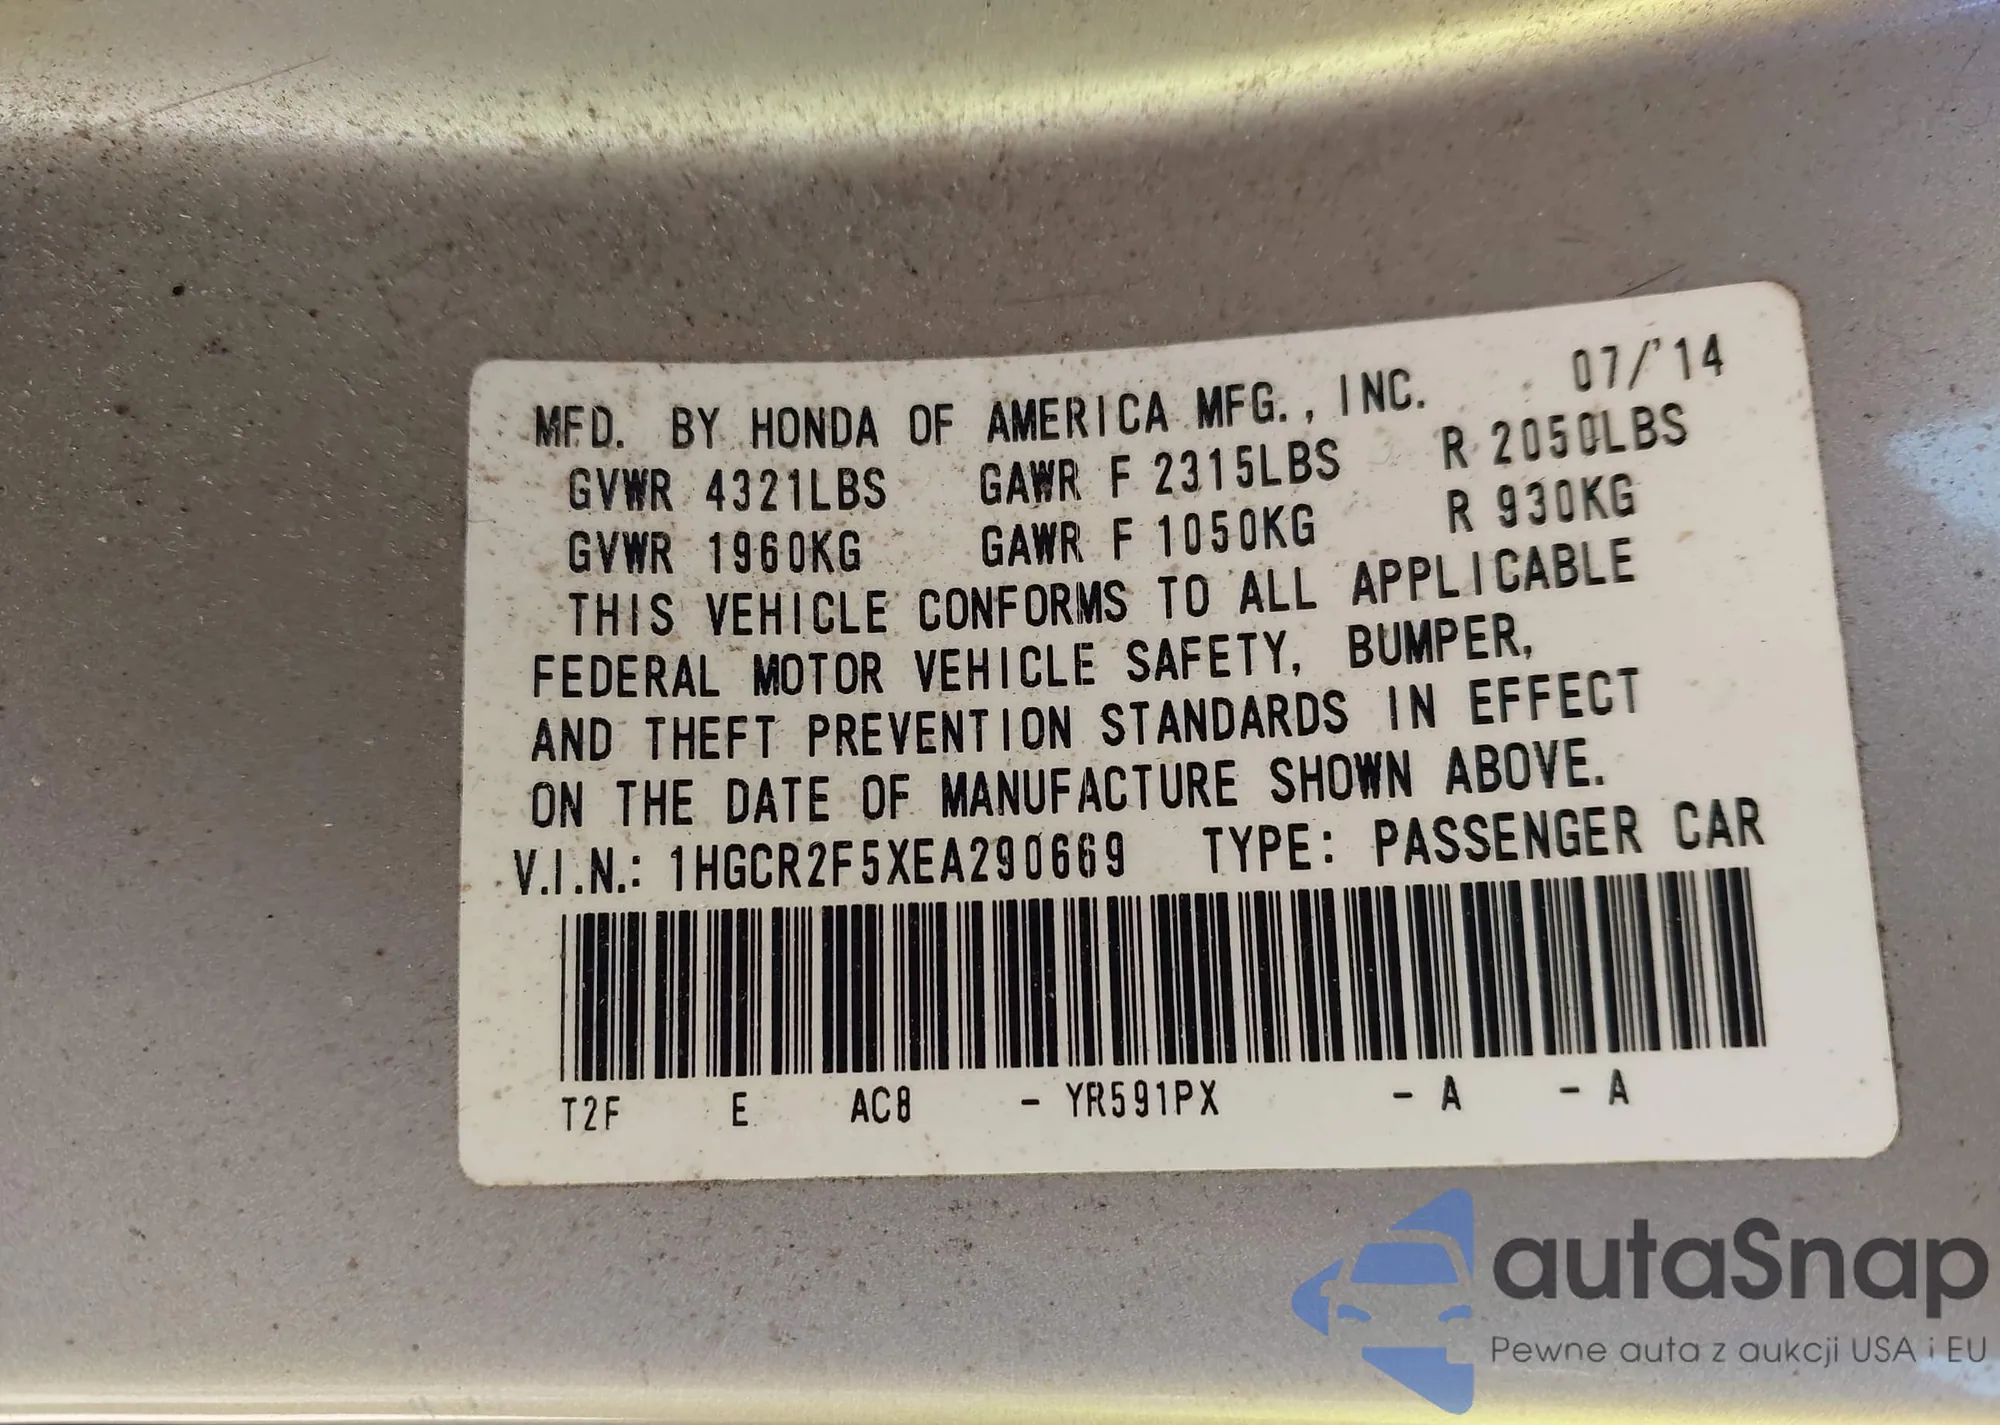 MFD. BY HONDA OF AMERICA MFG., INC. 07/'14
GVWR 4321LBS GAWR F 2315LBS R 2050LBS
GVWR 1960KG GAWR F 1050KG R 930KG
THIS VEHICLE CONFORMS TO ALL APPLICABLE
FEDERAL MOTOR VEHICLE SAFETY, BUMPER,
AND THEFT PREVENTION STANDARDS IN EFFECT
ON THE DATE OF MANUFACTURE SHOWN ABOVE.
V.I.N.: 1HGCR2F5XEA290669 TYPE: PASSENGER CAR
T2F E AC8 - YR591PX - A - A
autaSnap
Pewne auta z aukcji USA i EU